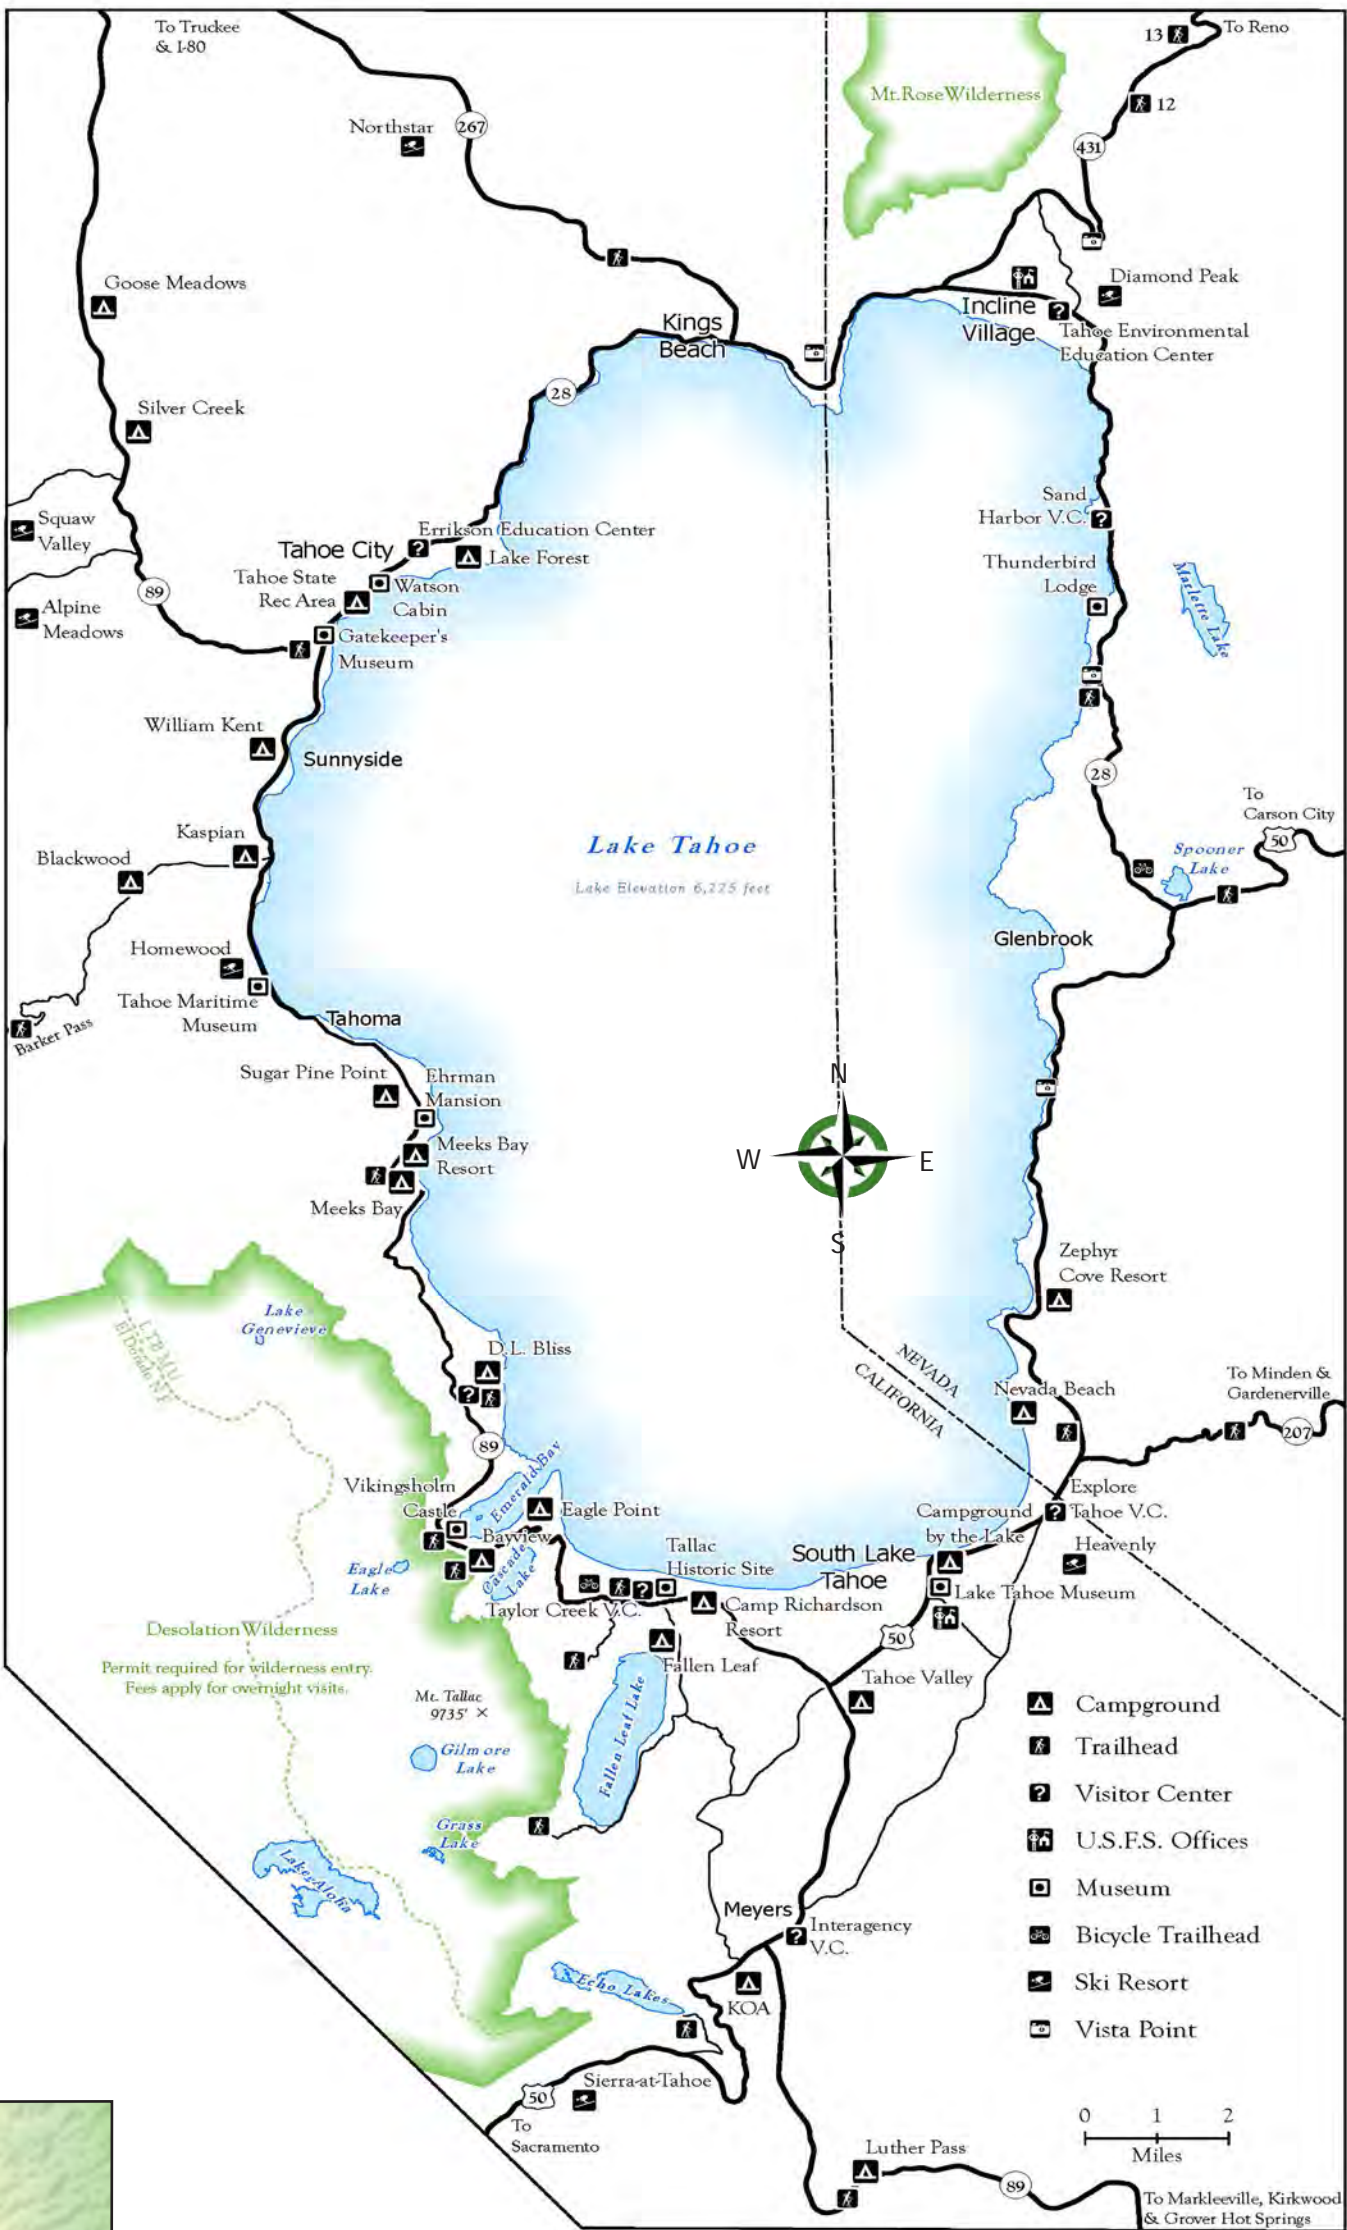 To Truckee
& I-80
13
To Reno
Mt. Rose Wilderness
12
Northstar
267
431
Goose Meadows
Diamond Peak
Incline
Village
Kings
Beach
Tahoe Environmental
Education Center
28
Silver Creek
Sand
Harbor V.C.
Squaw
Valley
Errikson Education Center
Tahoe City
Lake Forest
Thunderbird
Lodge
Marlette Lake
Tahoe State
Rec Area
Watson
Cabin
89
Alpine
Meadows
Gatekeeper's
Museum
William Kent
Sunnyside
28
To
Carson City
50
Kaspian
Blackwood
Lake Tahoe
Lake Elevation 6,225 feet
Spooner
Lake
Glenbrook
Homewood
Tahoe Maritime
Museum
Tahoma
Barker Pass
Sugar Pine Point
Ehrman
Mansion
N
W
E
S
Meeks Bay
Resort
Meeks Bay
Zephyr
Cove Resort
Lake
Genevieve
LTBMU
El Dorado N.F.
D.L. Bliss
NEVADA
CALIFORNIA
Nevada Beach
To Minden &
Gardenerville
207
89
Vikingsholm
Castle
Emerald Bay
Eagle Point
Explore
Tahoe V.C.
Campground
by the Lake
Bayview
Cascade
Lake
Tallac
Historic Site
South Lake
Tahoe
Heavenly
Eagle
Lake
Taylor Creek V.C.
Camp Richardson
Resort
Lake Tahoe Museum
50
Desolation Wilderness
Permit required for wilderness entry.
Fees apply for overnight visits.
Fallen Leaf
Tahoe Valley
Mt. Tallac
9735' ×
Fallen Leaf Lake
Gilmore
Lake
Grass
Lake
Lake Aloha
Meyers
Interagency
V.C.
Echo Lakes
KOA
Sierra-at-Tahoe
50
To
Sacramento
Campground
Trailhead
Visitor Center
U.S.F.S. Offices
Museum
Bicycle Trailhead
Ski Resort
Vista Point
0 1 2
Miles
Luther Pass
89
To Markleeville, Kirkwood
& Grover Hot Springs